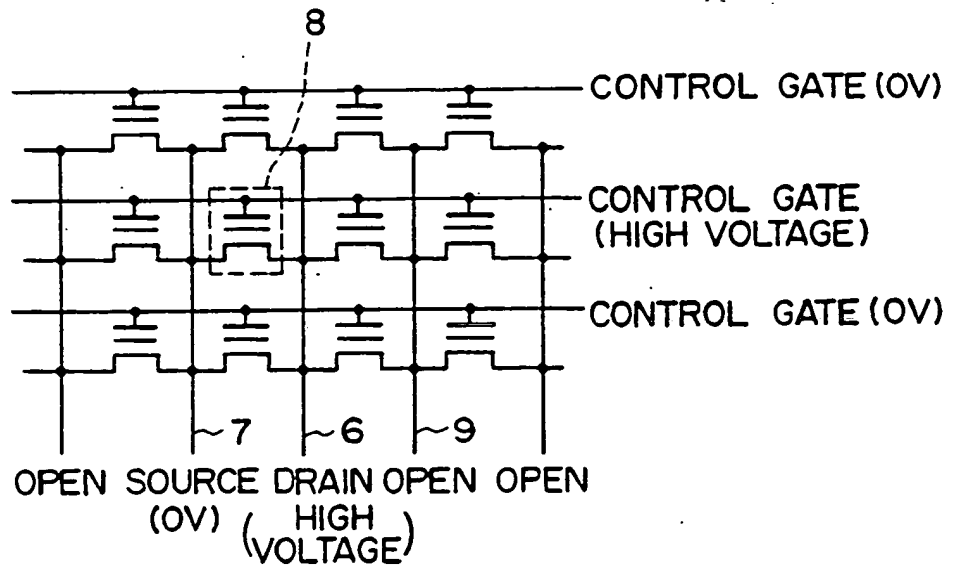 8
CONTROL GATE (0V)
CONTROL GATE
(HIGH VOLTAGE)
CONTROL GATE (0V)
7 6 9
OPEN SOURCE DRAIN OPEN OPEN
(0V) (HIGH
VOLTAGE)